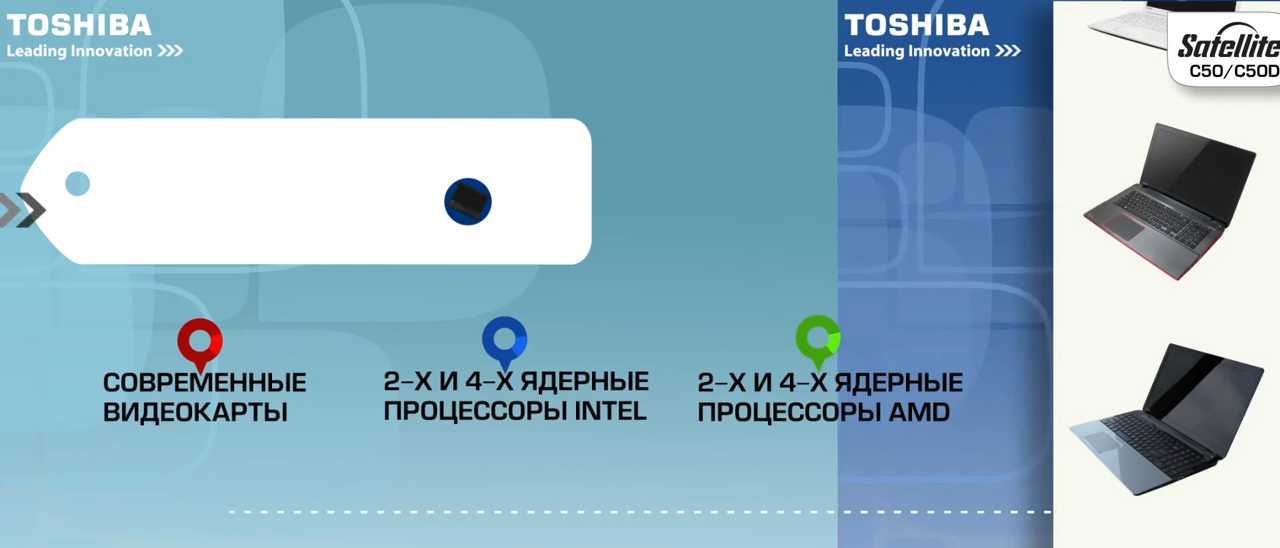 TOSHIBA
Leading Innovation >>>
TOSHIBA
Leading Innovation >>>
Satellite
C50/C50D
СОВРЕМЕННЫЕ
ВИДЕОКАРТЫ
2-Х И 4-Х ЯДЕРНЫЕ
ПРОЦЕССОРЫ INTEL
2-Х И 4-Х ЯДЕРНЫЕ
ПРОЦЕССОРЫ AMD